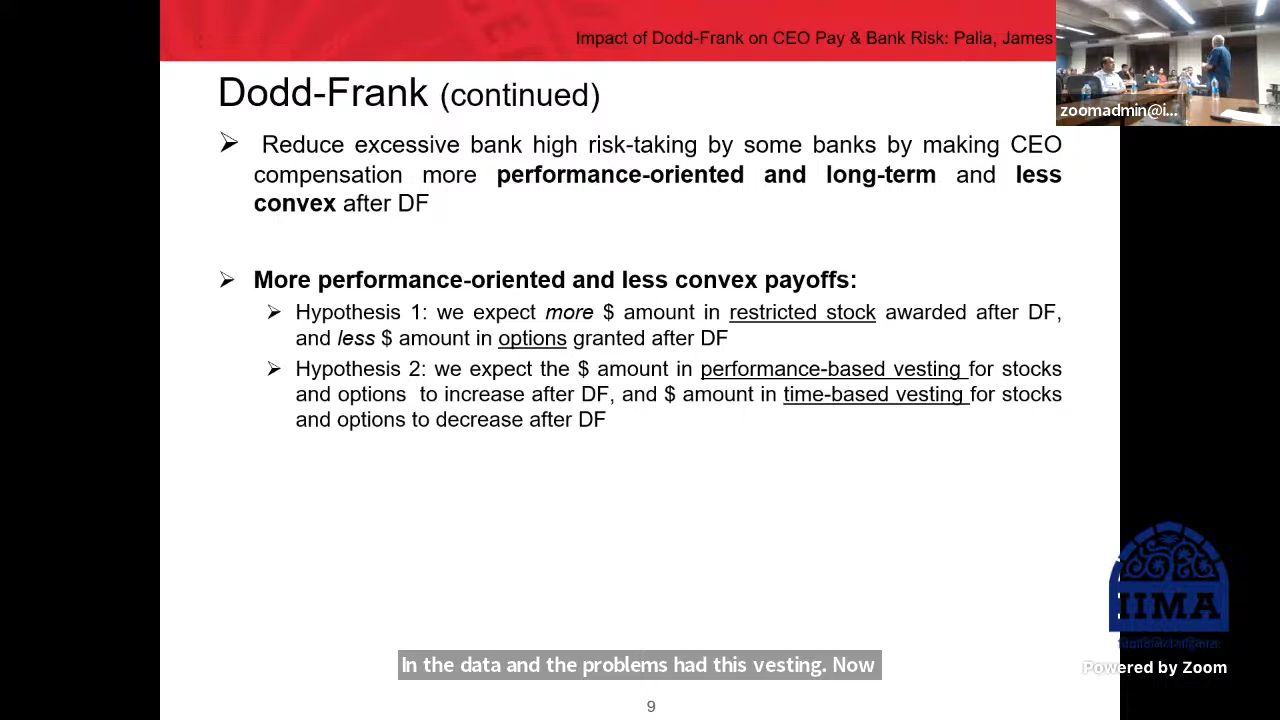 Impact of Dodd-Frank on CEO Pay & Bank Risk: Palia, James
zoomadmin@i...
Dodd-Frank (continued)
Reduce excessive bank high risk-taking by some banks by making CEO
compensation more performance-oriented and long-term and less
convex after DF
More performance-oriented and less convex payoffs:
Hypothesis 1: we expect more $ amount in restricted stock awarded after DF,
and less $ amount in options granted after DF
Hypothesis 2: we expect the $ amount in performance-based vesting for stocks
and options to increase after DF, and $ amount in time-based vesting for stocks
and options to decrease after DF
IIMA
In the data and the problems had this vesting. Now
Powered by Zoom
9